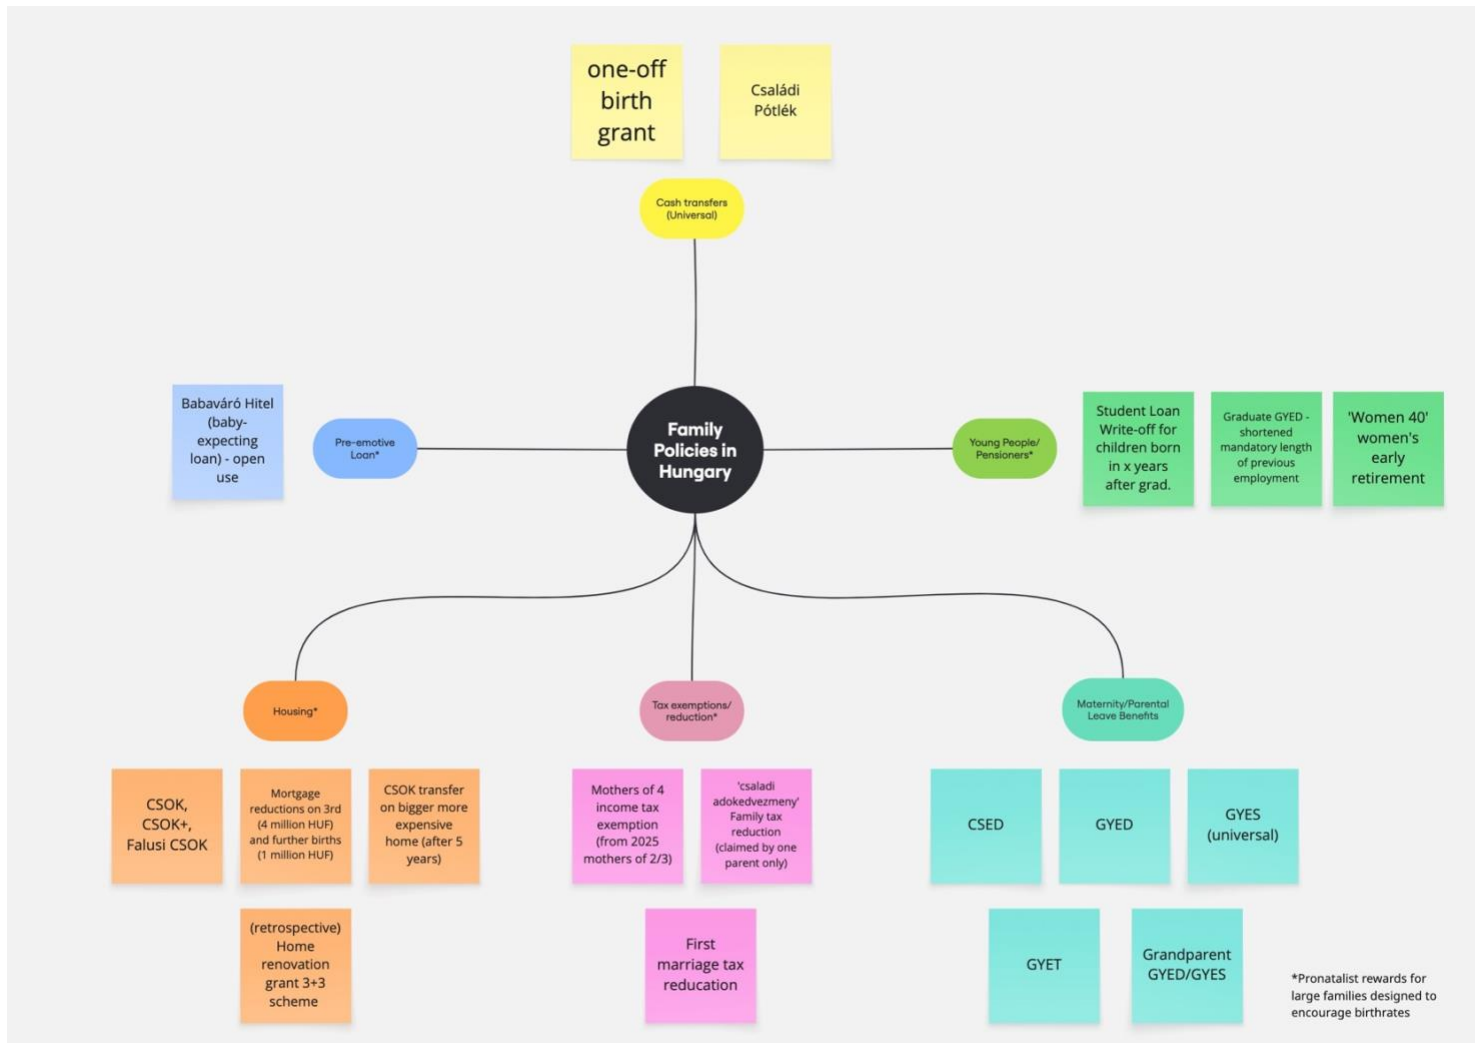 one-off
birth
grant
Családi
Pótlék
Cash transfers
(Universal)
Babaváró Hitel
(baby-
expecting
loan) - open
use
Pre-emotive
Loan*
Family
Policies in
Hungary
Young People/
Pensioners*
Student Loan
Write-off for
children born
in x years
after grad.
Graduate GYED -
shortened
mandatory length
of previous
employment
'Women 40'
women's
early
retirement
Housing*
Tax exemptions/
reduction*
Maternity/Parental
Leave Benefits
CSOK,
CSOK+,
Falusi CSOK
Mortgage
reductions on 3rd
(4 million HUF)
and further births
(1 million HUF)
CSOK transfer
on bigger more
expensive
home (after 5
years)
Mothers of 4
income tax
exemption
(from 2025
mothers of 2/3)
'csaladi
adokedvezmeny'
Family tax
reduction
(claimed by one
parent only)
CSED
GYED
GYES
(universal)
(retrospective)
Home
renovation
grant 3+3
scheme
First
marriage tax
reducation
GYET
Grandparent
GYED/GYES
*Pronatalist rewards for
large families designed to
encourage birthrates